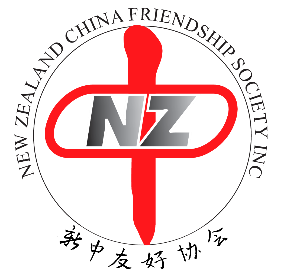 NEW ZEALAND CHINA FRIENDSHIP SOCIETY INC
NZ
新中友好协会